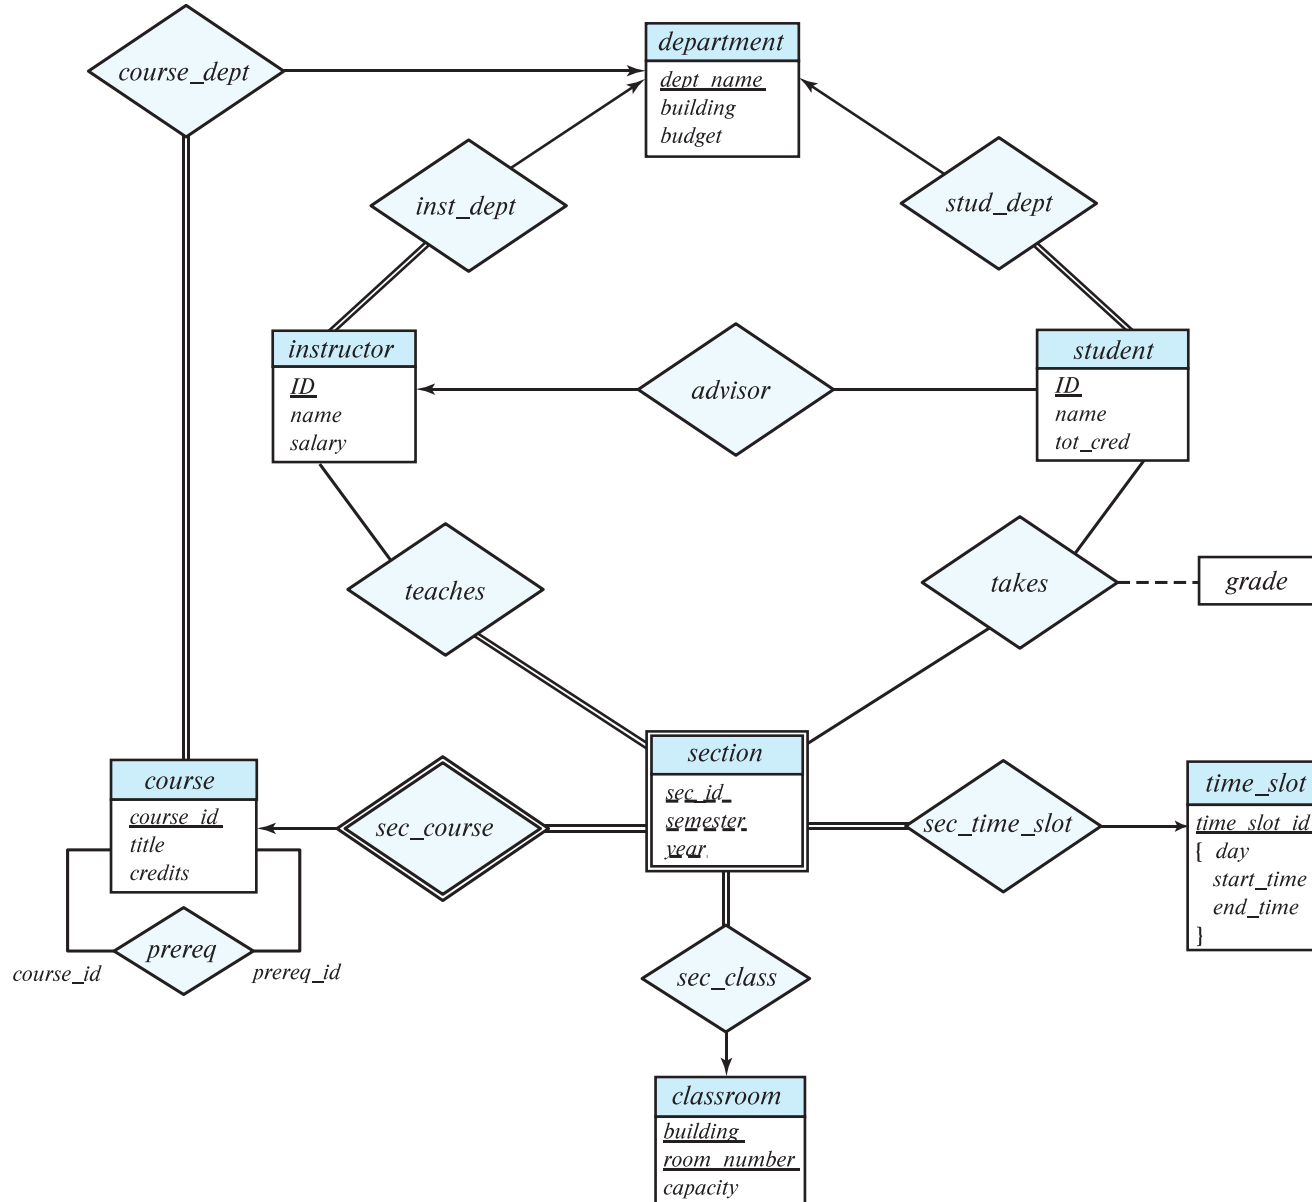 course_dept
department
dept_name
building
budget
inst_dept
stud_dept
instructor
ID
name
salary
advisor
student
ID
name
tot_cred
teaches
takes
grade
course
course_id
title
credits
sec_course
section
sec_id
semester
year
sec_time_slot
time_slot
time_slot_id
{ day
start_time
end_time
}
prereq
course_id
prereq_id
sec_class
classroom
building
room_number
capacity